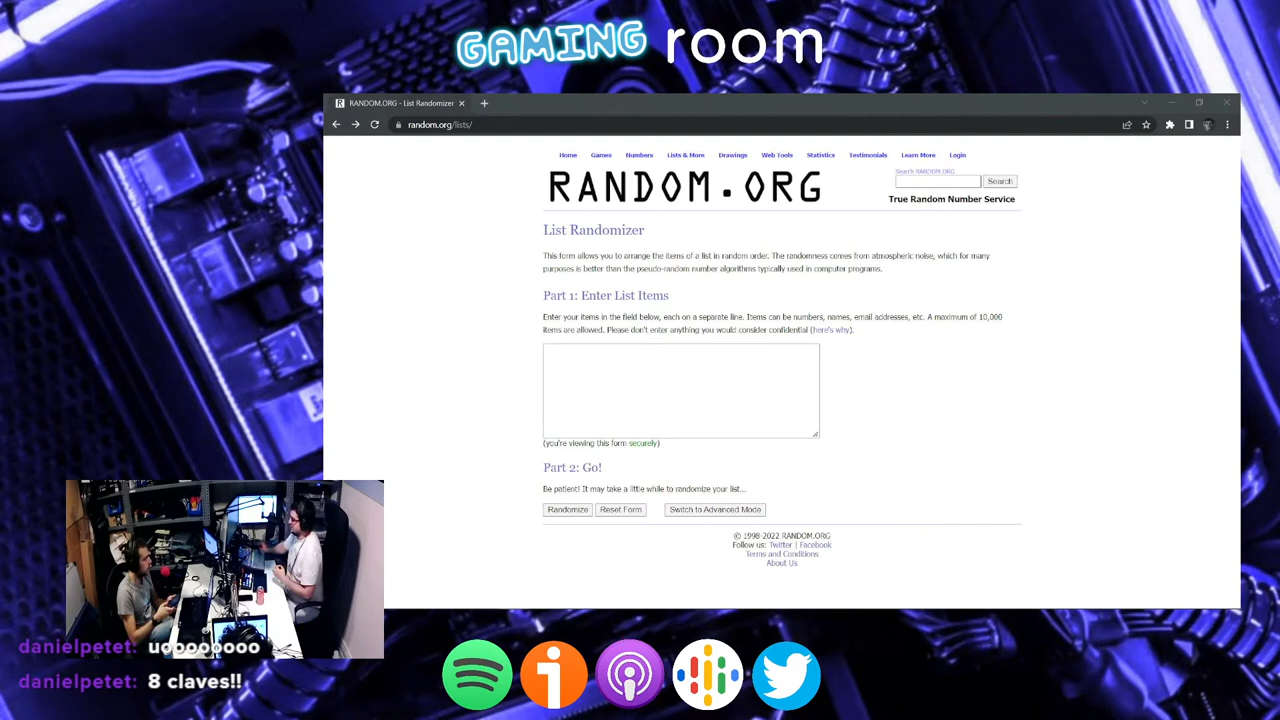 GAMING room
RANDOM.ORG - List Randomizer
random.org/lists/
Home Games Numbers Lists & More Drawings Web Tools Statistics Testimonials Learn More Login
Search RANDOM.ORG
RANDOM.ORG
Search
True Random Number Service
List Randomizer
This form allows you to arrange the items of a list in random order. The randomness comes from atmospheric noise, which for many
purposes is better than the pseudo-random number algorithms typically used in computer programs.
Part 1: Enter List Items
Enter your items in the field below, each on a separate line. Items can be numbers, names, email addresses, etc. A maximum of 10,000
items are allowed. Please don't enter anything you would consider confidential (here's why).
(you're viewing this form securely)
Part 2: Go!
Be patient! It may take a little while to randomize your list...
Randomize Reset Form Switch to Advanced Mode
© 1998-2022 RANDOM.ORG
Follow us: Twitter | Facebook
Terms and Conditions
About Us
danielpetet: uoooooooo
danielpetet: 8 claves!!